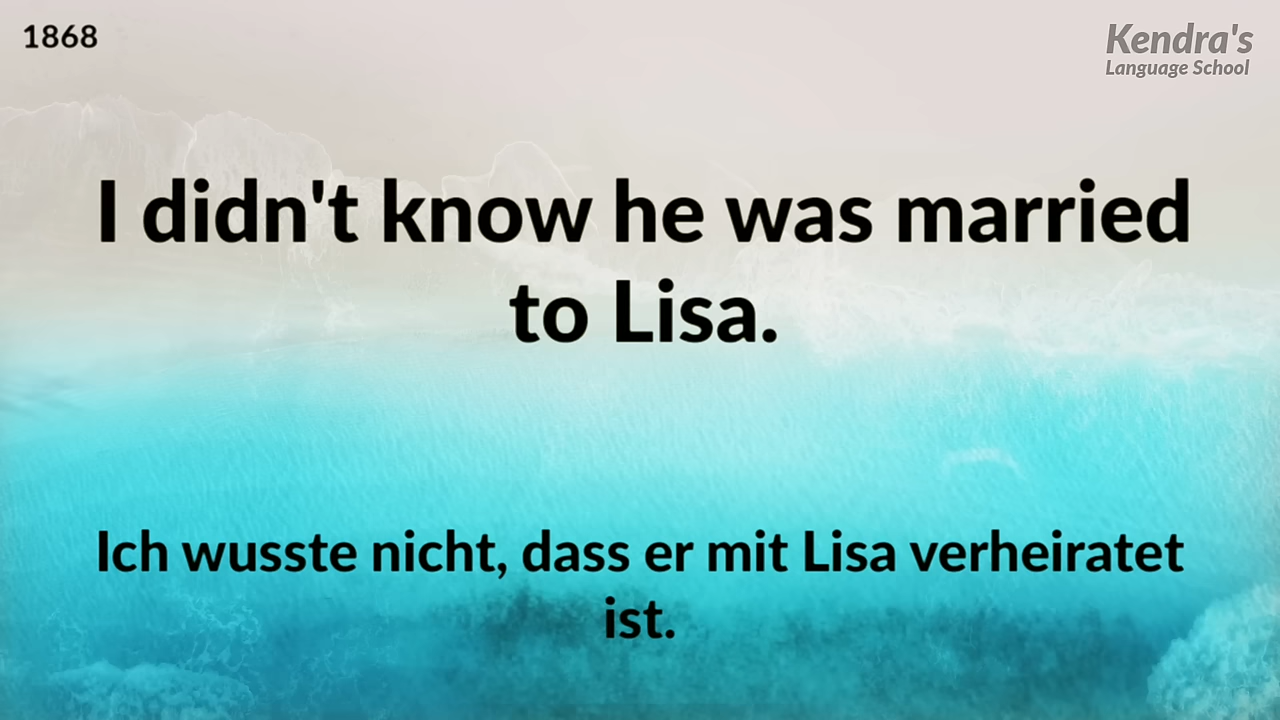 1868
Kendra's
Language School
I didn't know he was married
to Lisa.
Ich wusste nicht, dass er mit Lisa verheiratet
ist.